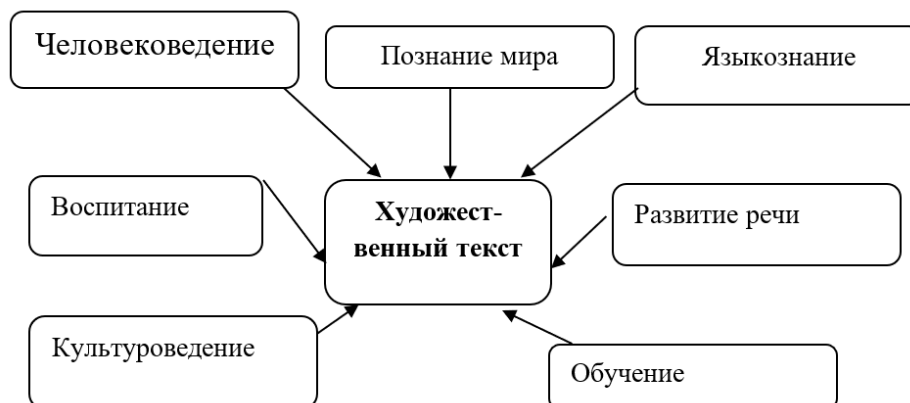 Человековедение
Познание мира
Языкознание
Воспитание
Художест-
венный текст
Развитие речи
Культуроведение
Обучение